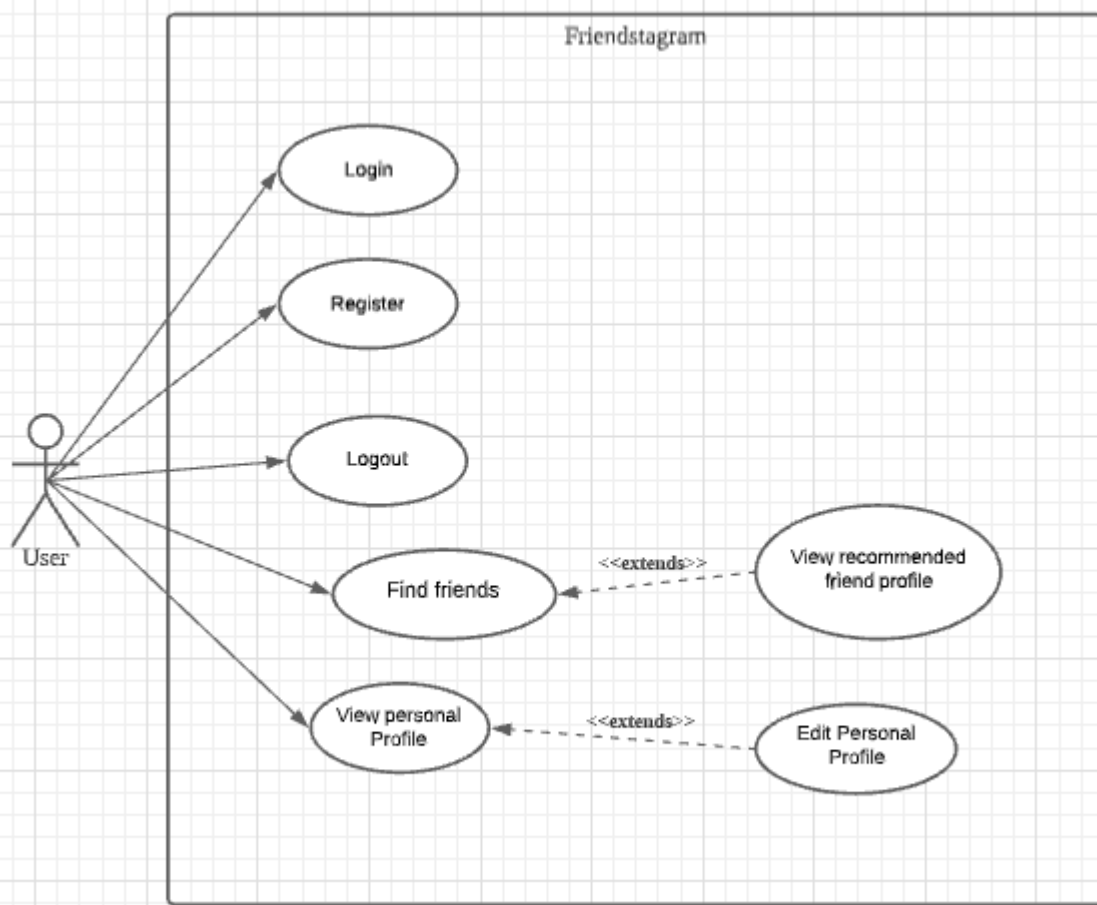 Friendstagram
Login
Register
Logout
User
Find friends
<<extends>>
View recommended
friend profile
View personal
Profile
<<extends>>
Edit Personal
Profile